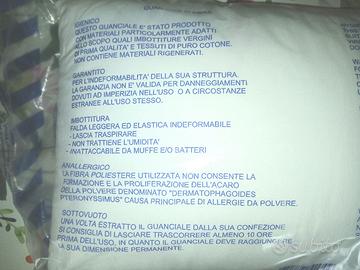 IGIENICO
QUESTO GUANCIALE E' STATO PRODOTTO
CON MATERIALI PARTICOLARMENTE ADATTI
ALLO SCOPO QUALI IMBOTTITURE VERGINI
DI PRIMA QUALITA' E TESSUTI DI PURO COTONE.
NON CONTIENE MATERIALI RIGENERATI.
GARANTITO
PER L'INDEFORMABILITA' DELLA SUA STRUTTURA.
LA GARANZIA NON E' VALIDA PER DANNEGGIAMENTI
DOVUTI AD IMPERIZIA NELL'USO O A CIRCOSTANZE
ESTRANEE ALL'USO STESSO.
IMBOTTITURA
FALDA LEGGERA ED ELASTICA INDEFORMABILE
- LASCIA TRASPIRARE
- NON TRATTIENE L'UMIDITA'
- INATTACCABILE DA MUFFE E/O BATTERI
ANALLERGICO
LA FIBRA POLIESTERE UTILIZZATA NON CONSENTE LA
FORMAZIONE E LA PROLIFERAZIONE DELL'ACARO
DELLA POLVERE DENOMINATO "DERMATOPHAGOIDES
PTERONYSSINUS" CAUSA PRINCIPALE DI ALLERGIE DA POLVERE.
SOTTOVUOTO
UNA VOLTA ESTRATTO IL GUANCIALE DALLA SUA CONFEZIONE
SI CONSIGLIA DI LASCIARE TRASCORRERE ALMENO 10 ORE
PRIMA DELL'USO, IN QUANTO IL GUANCIALE DEVE RAGGIUNGERE
LA SUA DIMENSIONE PERMANENTE.